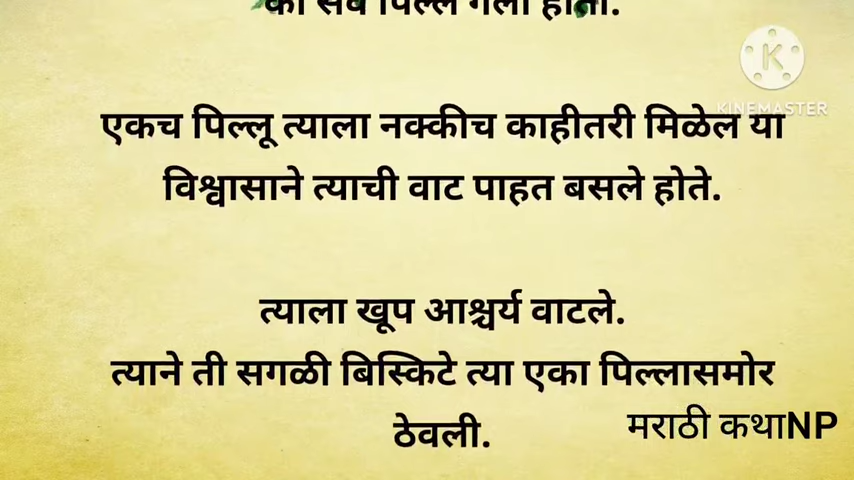 की सर्व पिल्ले गेली होती.
KINEMASTER
एकच पिल्लू त्याला नक्कीच काहीतरी मिळेल या
विश्वासाने त्याची वाट पाहत बसले होते.
त्याला खूप आश्चर्य वाटले.
त्याने ती सगळी बिस्किटे त्या एका पिल्लासमोर
ठेवली.
मराठी कथाNP